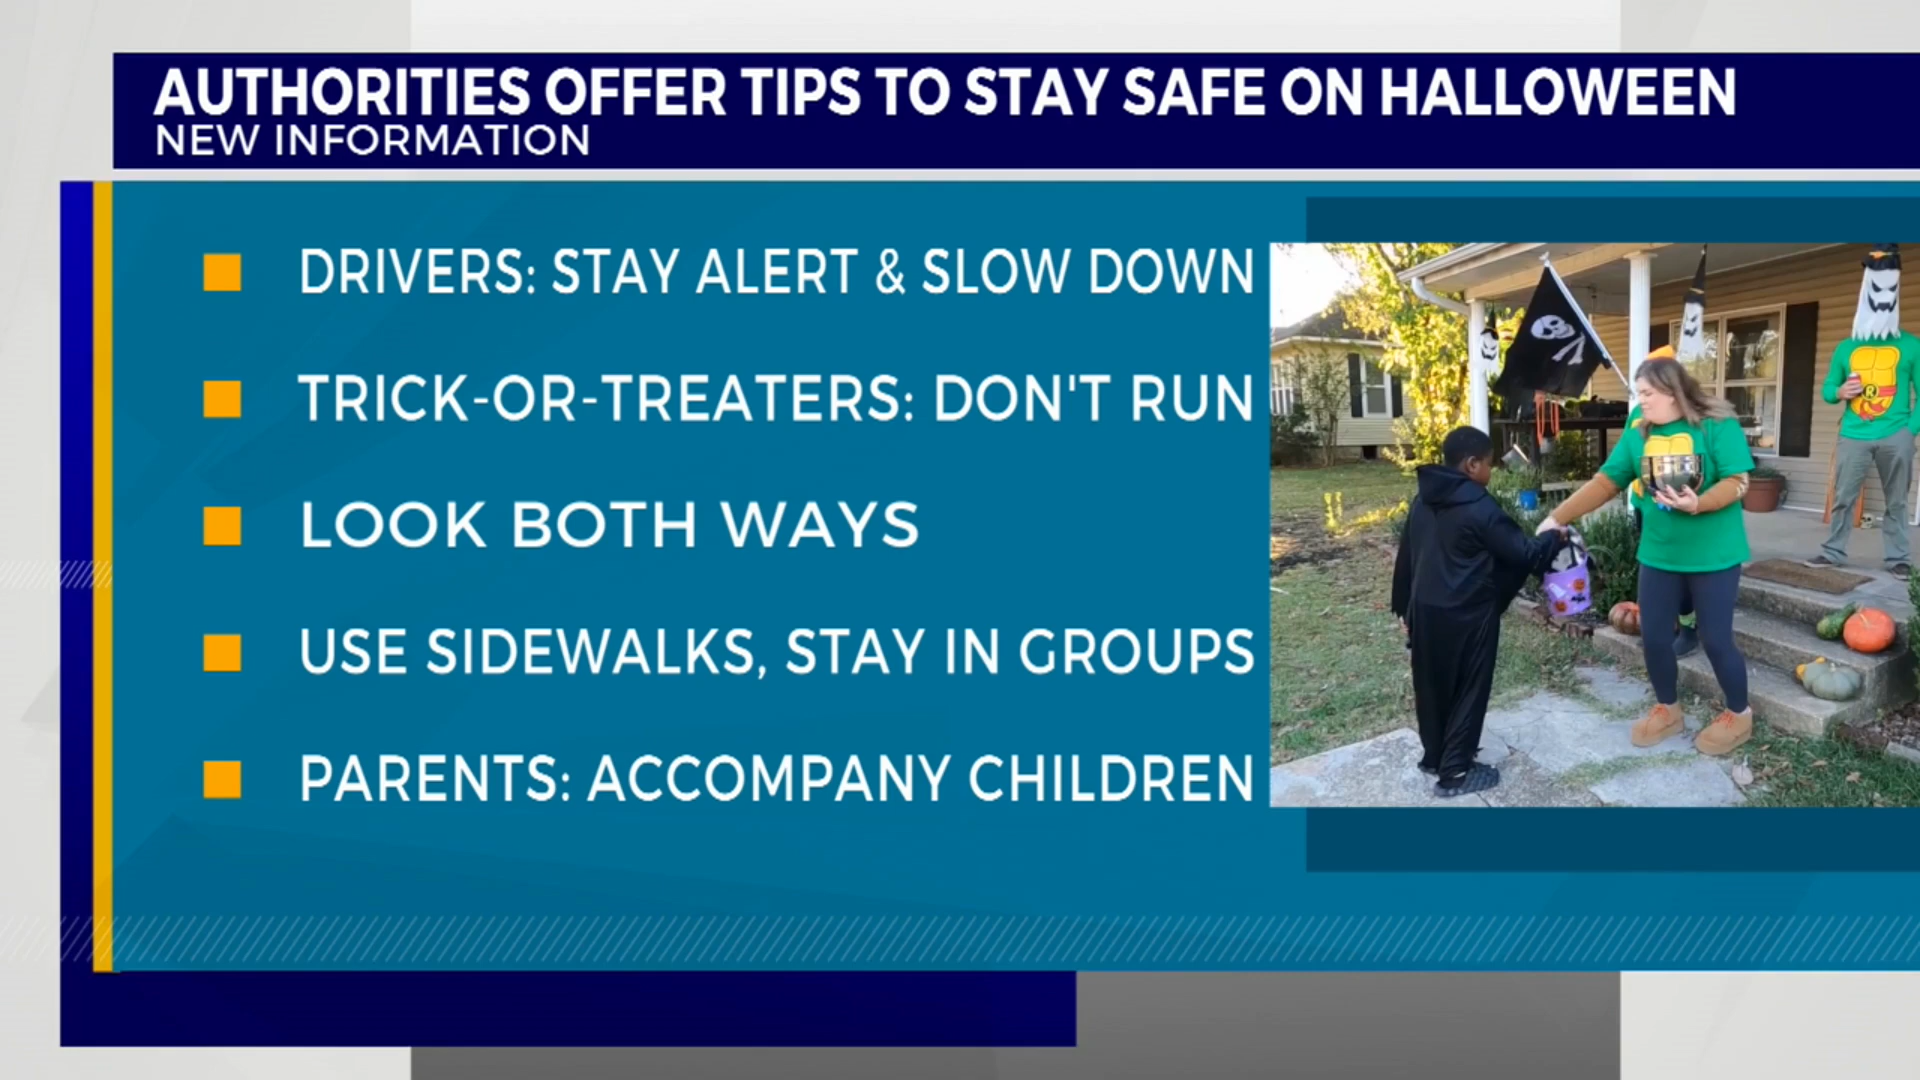 AUTHORITIES OFFER TIPS TO STAY SAFE ON HALLOWEEN
NEW INFORMATION
DRIVERS: STAY ALERT & SLOW DOWN
TRICK-OR-TREATERS: DON'T RUN
LOOK BOTH WAYS
USE SIDEWALKS, STAY IN GROUPS
PARENTS: ACCOMPANY CHILDREN
R